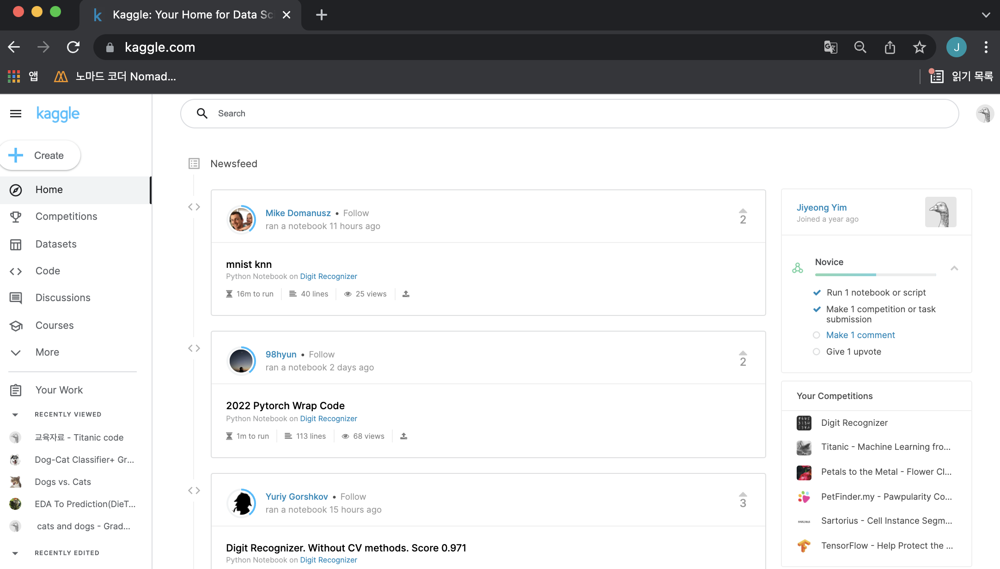 Kaggle: Your Home for Data Sci
kaggle.com
J
앱
노마드 코더 Nomad...
읽기 목록
kaggle
Search
Create
Home
Competitions
Datasets
Code
Discussions
Courses
More
Your Work
RECENTLY VIEWED
교육자료 - Titanic code
Dog-Cat Classifier+ Gr...
Dogs vs. Cats
EDA To Prediction(DieT...
cats and dogs - Grad...
RECENTLY EDITED
Newsfeed
Mike Domanusz • Follow
ran a notebook 11 hours ago
2
mnist knn
Python Notebook on Digit Recognizer
16m to run
40 lines
25 views
98hyun • Follow
ran a notebook 2 days ago
2
2022 Pytorch Wrap Code
Python Notebook on Digit Recognizer
1m to run
113 lines
68 views
Yuriy Gorshkov • Follow
ran a notebook 15 hours ago
3
Digit Recognizer. Without CV methods. Score 0.971
Python Notebook on Digit Recognizer
Jiyeong Yim
Joined a year ago
Novice
Run 1 notebook or script
Make 1 competition or task
submission
Make 1 comment
Give 1 upvote
Your Competitions
Digit Recognizer
Titanic - Machine Learning fro...
Petals to the Metal - Flower Cl...
PetFinder.my - Pawpularity Co...
Sartorius - Cell Instance Segm...
TensorFlow - Help Protect the ...